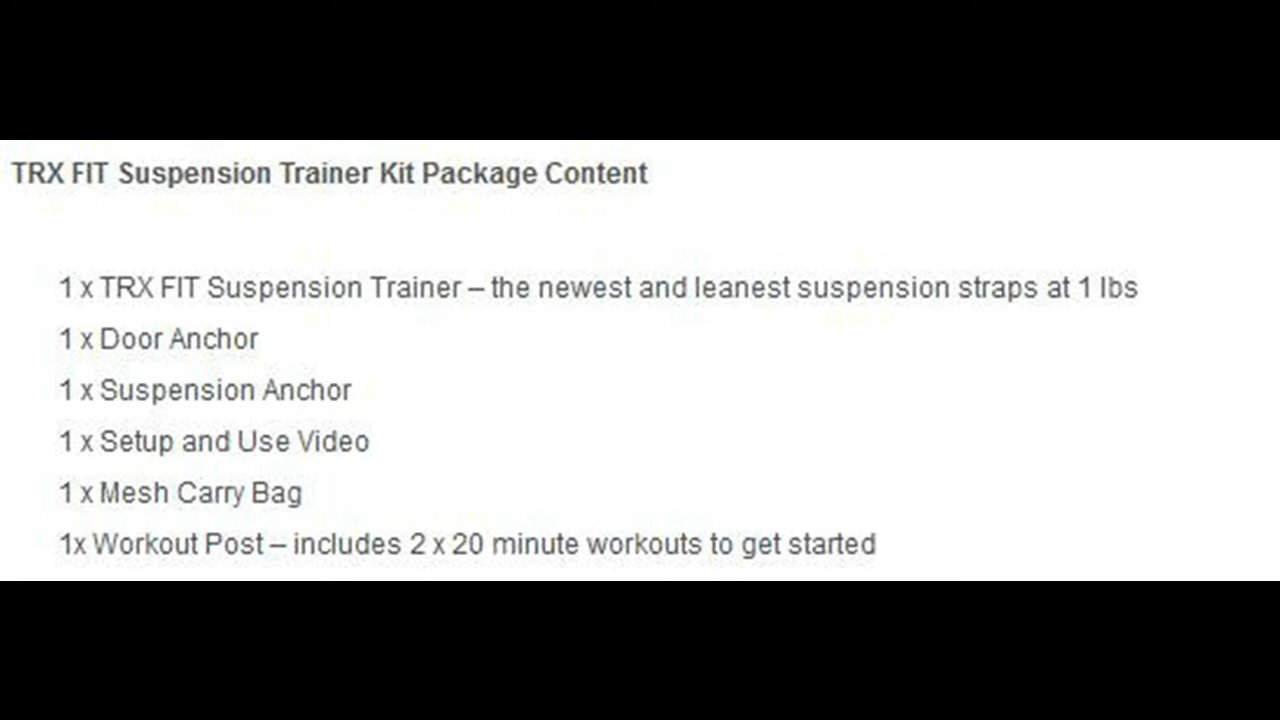 TRX FIT Suspension Trainer Kit Package Content
1 x TRX FIT Suspension Trainer – the newest and leanest suspension straps at 1 lbs
1 x Door Anchor
1 x Suspension Anchor
1 x Setup and Use Video
1 x Mesh Carry Bag
1x Workout Post – includes 2 x 20 minute workouts to get started